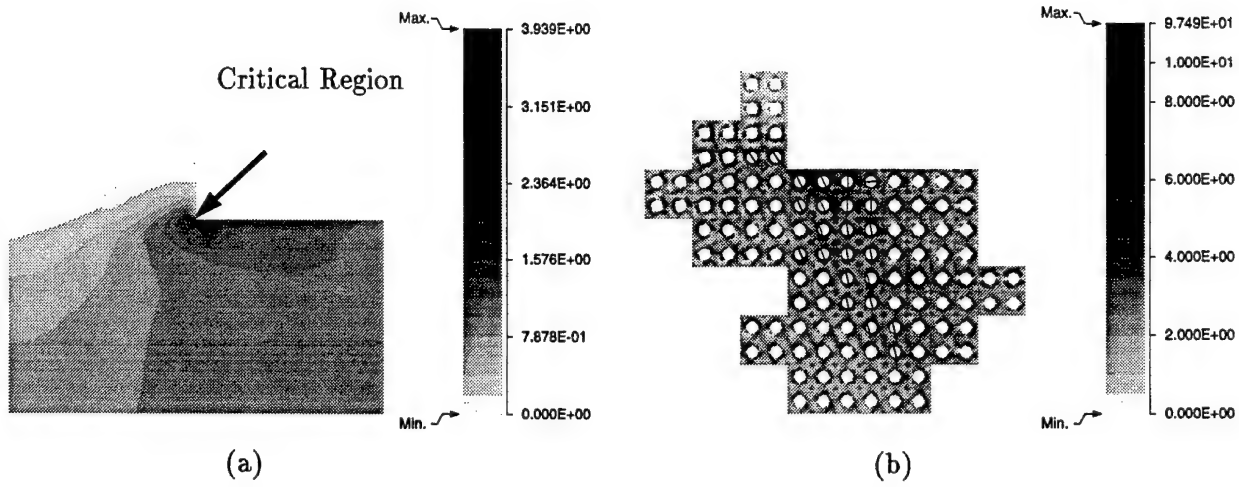 Max.
3.939E+00
Critical Region
3.151E+00
2.364E+00
1.576E+00
7.878E-01
Min.
0.000E+00
(a)
Max.
9.749E+01
1.000E+01
8.000E+00
6.000E+00
4.000E+00
2.000E+00
Min.
0.000E+00
(b)